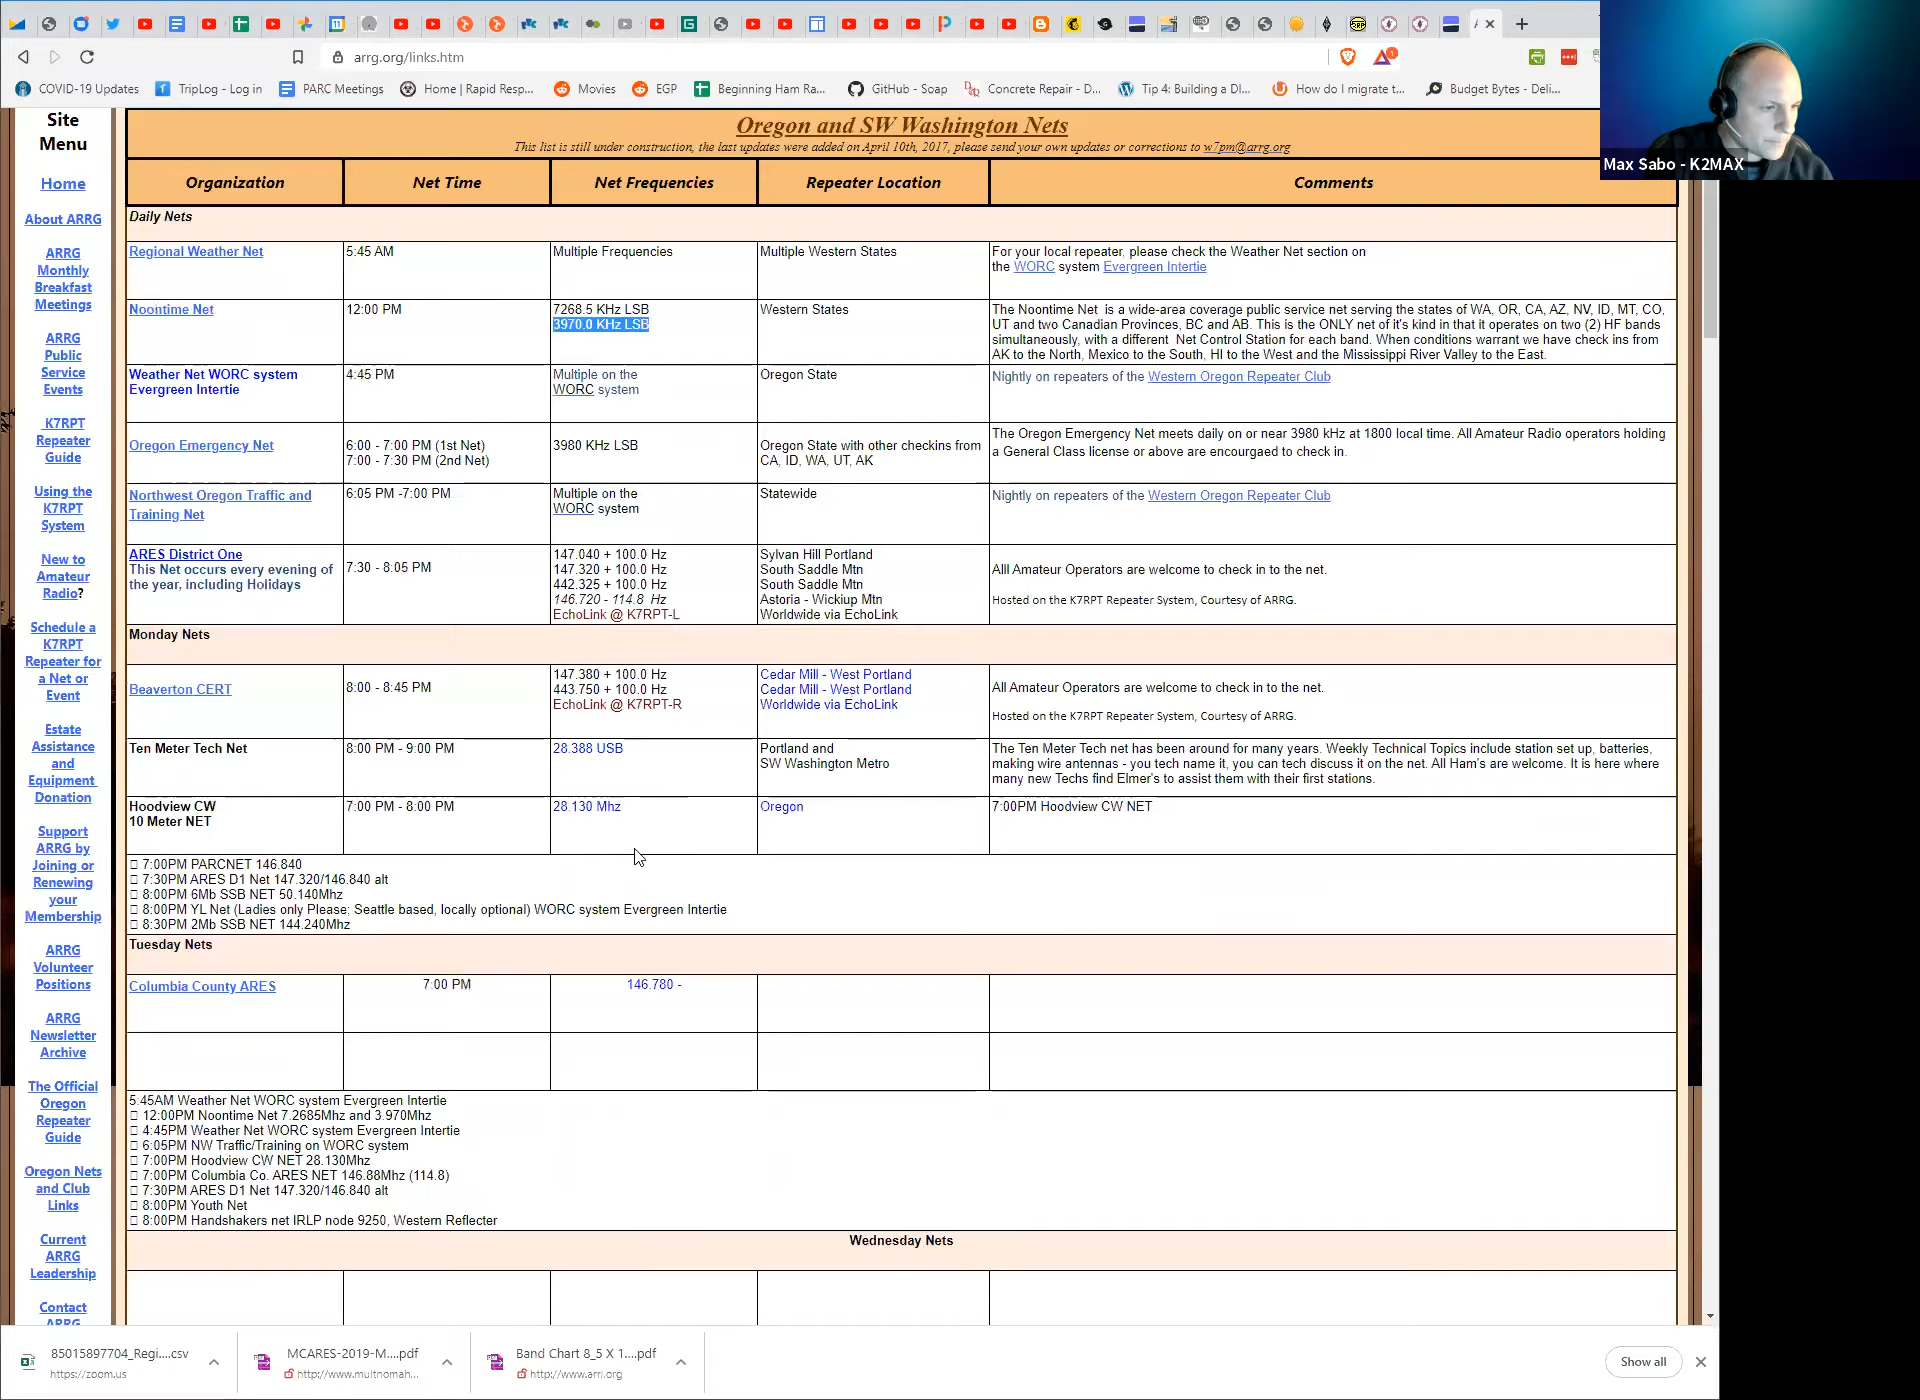 arrg.org/links.htm
1
COVID-19 Updates
TripLog - Log in
PARC Meetings
Home | Rapid Resp...
Movies
EGP
Beginning Ham Ra...
GitHub - Soap
Concrete Repair - D...
Tip 4: Building a DI...
How do I migrate t...
Budget Bytes - Deli...
Max Sabo - K2MAX
Site
Menu
Home
About ARRG
ARRG
Monthly
Breakfast
Meetings
ARRG
Public
Service
Events
K7RPT
Repeater
Guide
Using the
K7RPT
System
New to
Amateur
Radio?
Schedule a
K7RPT
Repeater for
a Net or
Event
Estate
Assistance
and
Equipment
Donation
Support
ARRG by
Joining or
Renewing
your
Membership
ARRG
Volunteer
Positions
ARRG
Newsletter
Archive
The Official
Oregon
Repeater
Guide
Oregon Nets
and Club
Links
Current
ARRG
Leadership
Contact
ARRG
Oregon and SW Washington Nets
This list is still under construction, the last updates were added on April 10th, 2017, please send your own updates or corrections to w7pm@arrg.org
Organization Net Time Net Frequencies Repeater Location Comments
Daily Nets
Regional Weather Net
5:45 AM
Multiple Frequencies
Multiple Western States
For your local repeater, please check the Weather Net section on
the WORC system Evergreen Intertie
Noontime Net
12:00 PM
7268.5 KHz LSB
3970.0 KHz LSB
Western States
The Noontime Net is a wide-area coverage public service net serving the states of WA, OR, CA, AZ, NV, ID, MT, CO,
UT and two Canadian Provinces, BC and AB. This is the ONLY net of it's kind in that it operates on two (2) HF bands
simultaneously, with a different Net Control Station for each band. When conditions warrant we have check ins from
AK to the North, Mexico to the South, HI to the West and the Mississippi River Valley to the East.
Weather Net WORC system
Evergreen Intertie
4:45 PM
Multiple on the
WORC system
Oregon State
Nightly on repeaters of the Western Oregon Repeater Club
Oregon Emergency Net
6:00 - 7:00 PM (1st Net)
7:00 - 7:30 PM (2nd Net)
3980 KHz LSB
Oregon State with other checkins from
CA, ID, WA, UT, AK
The Oregon Emergency Net meets daily on or near 3980 kHz at 1800 local time. All Amateur Radio operators holding
a General Class license or above are encourgaed to check in.
Northwest Oregon Traffic and
Training Net
6:05 PM -7:00 PM
Multiple on the
WORC system
Statewide
Nightly on repeaters of the Western Oregon Repeater Club
ARES District One
This Net occurs every evening of
the year, including Holidays
7:30 - 8:05 PM
147.040 + 100.0 Hz
147.320 + 100.0 Hz
442.325 + 100.0 Hz
146.720 - 114.8 Hz
EchoLink @ K7RPT-L
Sylvan Hill Portland
South Saddle Mtn
South Saddle Mtn
Astoria - Wickiup Mtn
Worldwide via EchoLink
Alll Amateur Operators are welcome to check in to the net.
Hosted on the K7RPT Repeater System, Courtesy of ARRG.
Monday Nets
Beaverton CERT
8:00 - 8:45 PM
147.380 + 100.0 Hz
443.750 + 100.0 Hz
EchoLink @ K7RPT-R
Cedar Mill - West Portland
Cedar Mill - West Portland
Worldwide via EchoLink
All Amateur Operators are welcome to check in to the net.
Hosted on the K7RPT Repeater System, Courtesy of ARRG.
Ten Meter Tech Net
8:00 PM - 9:00 PM
28.388 USB
Portland and
SW Washington Metro
The Ten Meter Tech net has been around for many years. Weekly Technical Topics include station set up, batteries,
making wire antennas - you tech name it, you can tech discuss it on the net. All Ham's are welcome. It is here where
many new Techs find Elmer's to assist them with their first stations.
Hoodview CW
10 Meter NET
7:00 PM - 8:00 PM
28.130 Mhz
Oregon
7:00PM Hoodview CW NET
7:00PM PARCNET 146.840
7:30PM ARES D1 Net 147.320/146.840 alt
8:00PM 6Mb SSB NET 50.140Mhz
8:00PM YL Net (Ladies only Please; Seattle based, locally optional) WORC system Evergreen Intertie
8:30PM 2Mb SSB NET 144.240Mhz
Tuesday Nets
Columbia County ARES
7:00 PM
146.780 -
5:45AM Weather Net WORC system Evergreen Intertie
12:00PM Noontime Net 7.2685Mhz and 3.970Mhz
4:45PM Weather Net WORC system Evergreen Intertie
6:05PM NW Traffic/Training on WORC system
7:00PM Hoodview CW NET 28.130Mhz
7:00PM Columbia Co. ARES NET 146.88Mhz (114.8)
7:30PM ARES D1 Net 147.320/146.840 alt
8:00PM Youth Net
8:00PM Handshakers net IRLP node 9250, Western Reflecter
Wednesday Nets
85015897704_Regi....csv
https://zoom.us
MCARES-2019-M....pdf
http://www.multnomah...
Band Chart 8_5 X 1....pdf
http://www.arrl.org
Show all